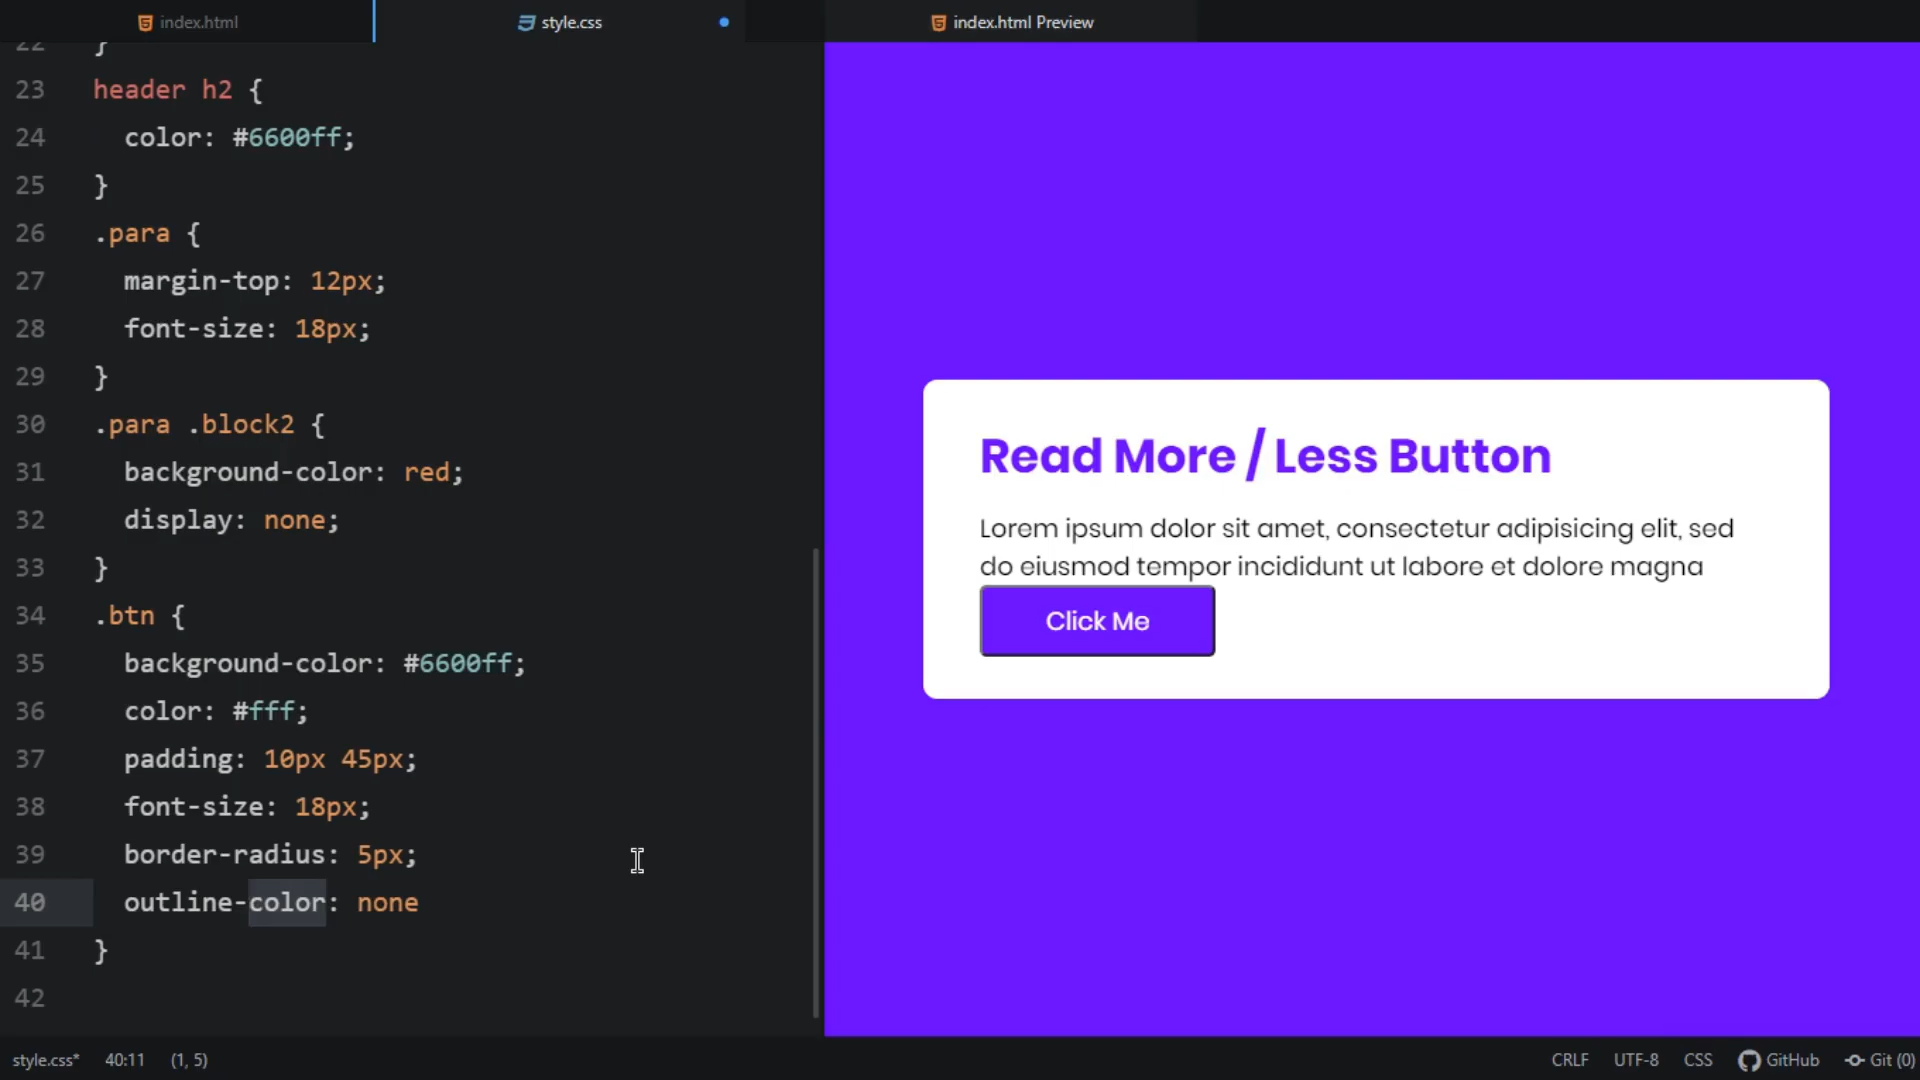 index.html
style.css
index.html Preview
22 }
23 header h2 {
24 color: #6600ff;
25 }
26 .para {
27 margin-top: 12px;
28 font-size: 18px;
29 }
30 .para .block2 {
31 background-color: red;
32 display: none;
33 }
34 .btn {
35 background-color: #6600ff;
36 color: #fff;
37 padding: 10px 45px;
38 font-size: 18px;
39 border-radius: 5px;
40 outline-color: none
41 }
42
Read More / Less Button
Lorem ipsum dolor sit amet, consectetur adipisicing elit, sed
do eiusmod tempor incididunt ut labore et dolore magna
Click Me
style.css* 40:11 (1, 5) CRLF UTF-8 CSS GitHub Git (0)